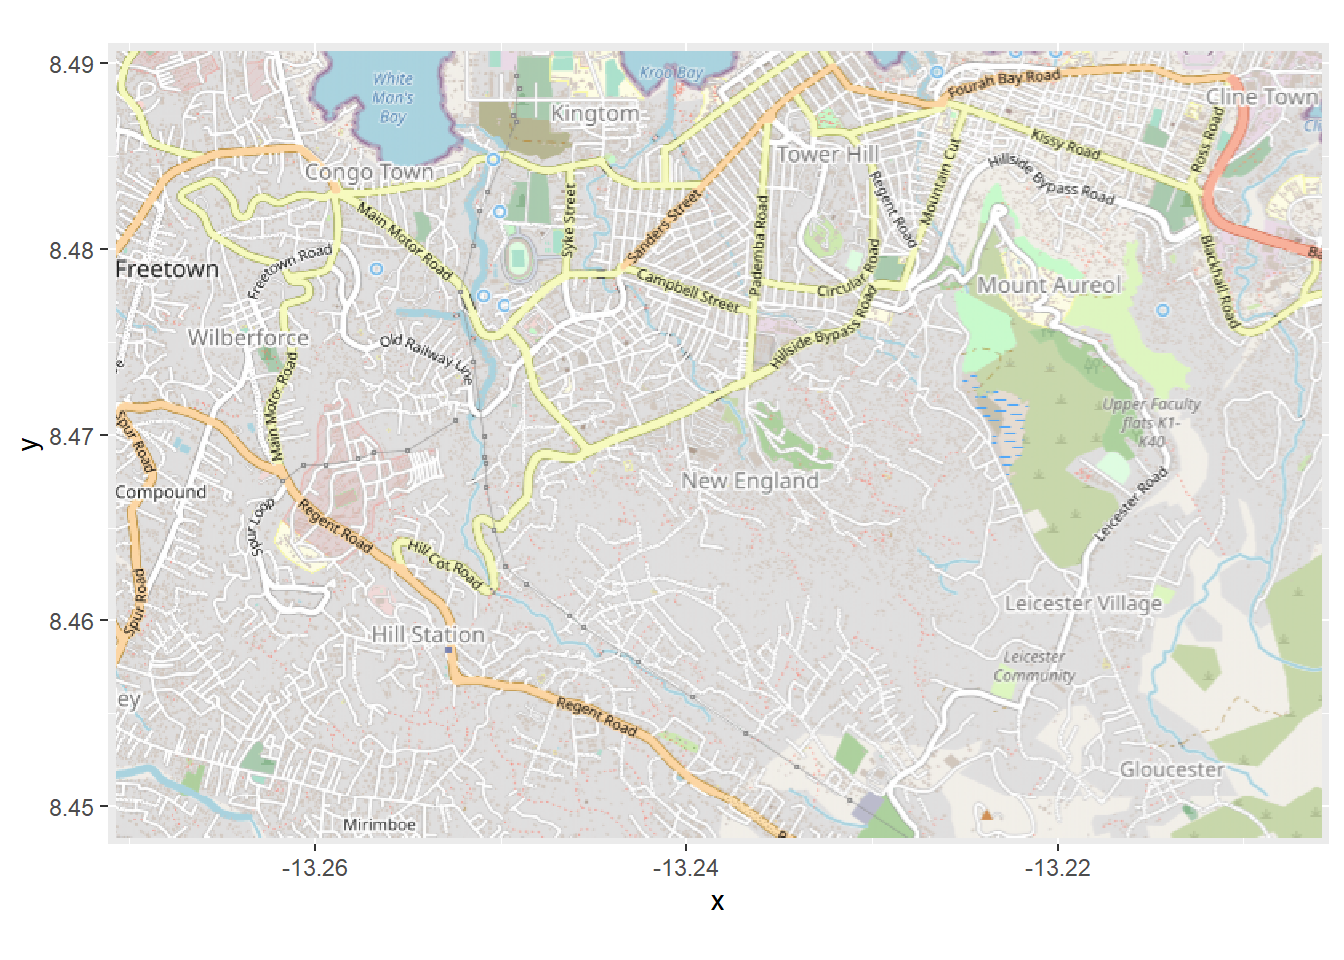 8.49
8.48
8.47
8.46
8.45
y
-13.26
-13.24
-13.22
x
White
Man's
Bay
Kroo Bay
Fourah Bay Road
Cline Town
Kingtom
Congo Town
Tower Hill
Kissy Road
Ross Road
Hillside Bypass Road
Regent Road
Mountain Cut
Main Motor Road
Syke Street
Sanders Street
Pademba Road
Freetown Road
Freetown
Circular Road
Campbell Street
Mount Aureol
Blackhall Road
Wilberforce
Old Railway Line
Hillside Bypass Road
Main Motor Road
Upper Faculty
flats K1-
K40
Spur Road
New England
Compound
Spur Loop
Regent Road
Leicester Road
Hill Cot Road
Spur Road
Leicester Village
Hill Station
Leicester
Community
ey
Regent Road
Gloucester
Mirimboe